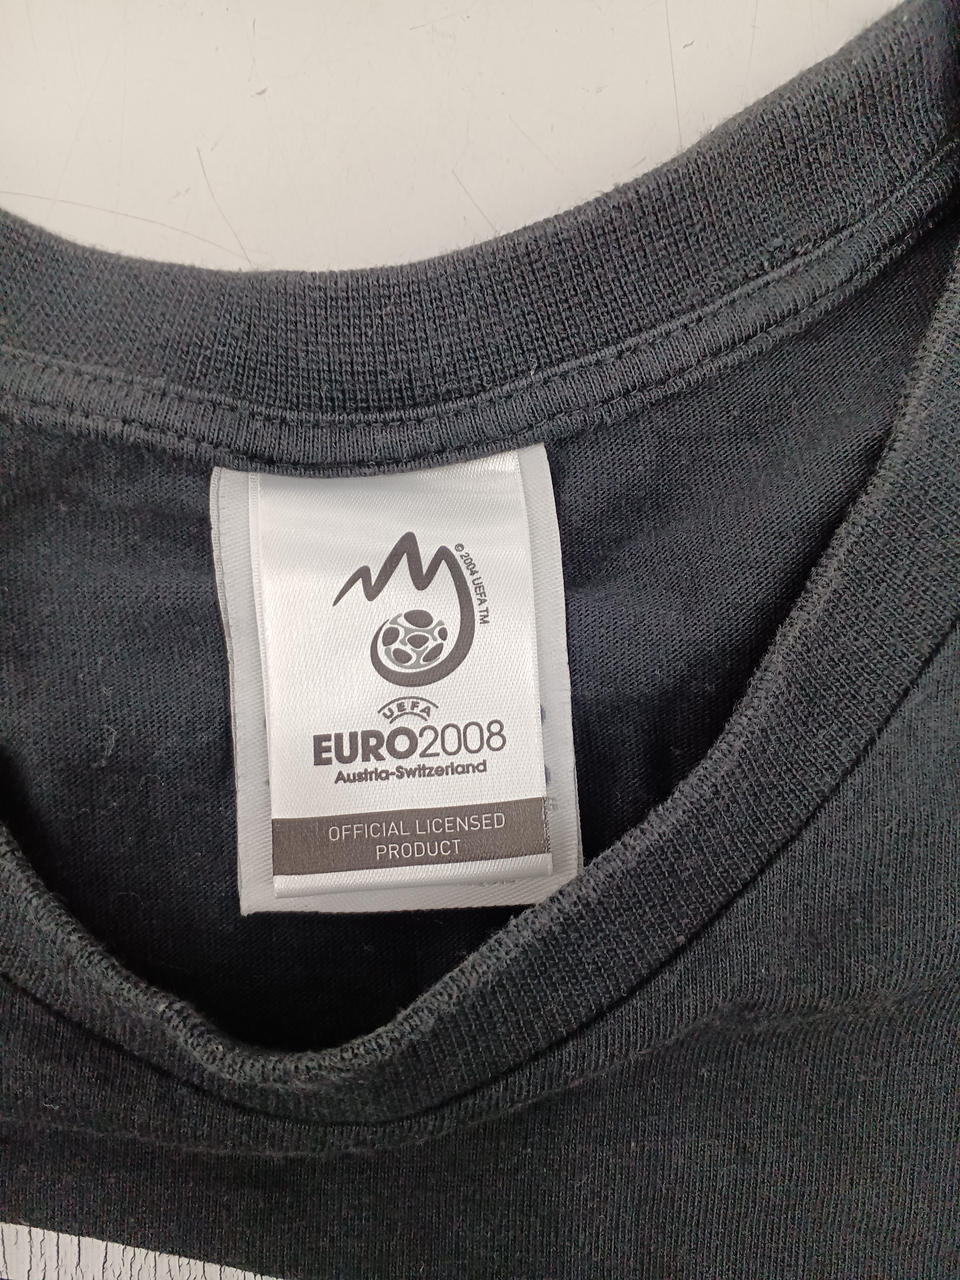 © 2004 UEFA TM
UEFA
EURO2008
Austria-Switzerland
OFFICIAL LICENSED
PRODUCT